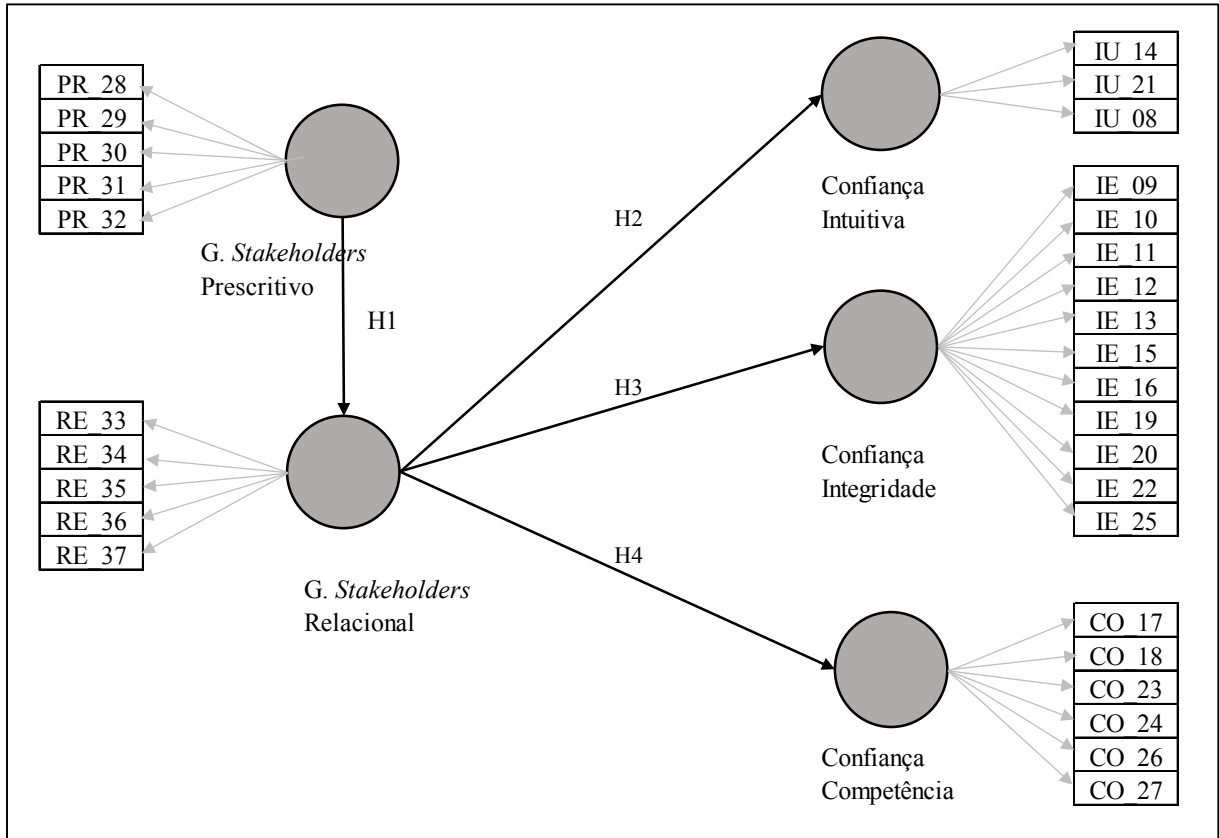 PR_28
PR_29
PR_30
PR_31
PR_32
G. Stakeholders
Prescritivo
H1
RE_33
RE_34
RE_35
RE_36
RE_37
G. Stakeholders
Relacional
H2
H3
H4
Confiança
Intuitiva
IU_14
IU_21
IU_08
Confiança
Integridade
IE_09
IE_10
IE_11
IE_12
IE_13
IE_15
IE_16
IE_19
IE_20
IE_22
IE_25
Confiança
Competência
CO_17
CO_18
CO_23
CO_24
CO_26
CO_27